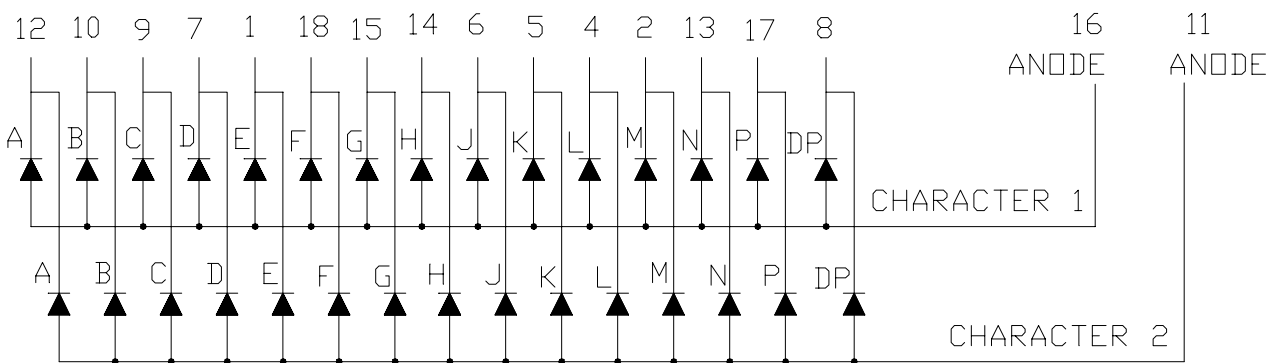 12 10 9 7 1 18 15 14 6 5 4 2 13 17 8 16 11
ANODE ANODE
A B C D E F G H J K L M N P DP
CHARACTER 1
A B C D E F G H J K L M N P DP
CHARACTER 2